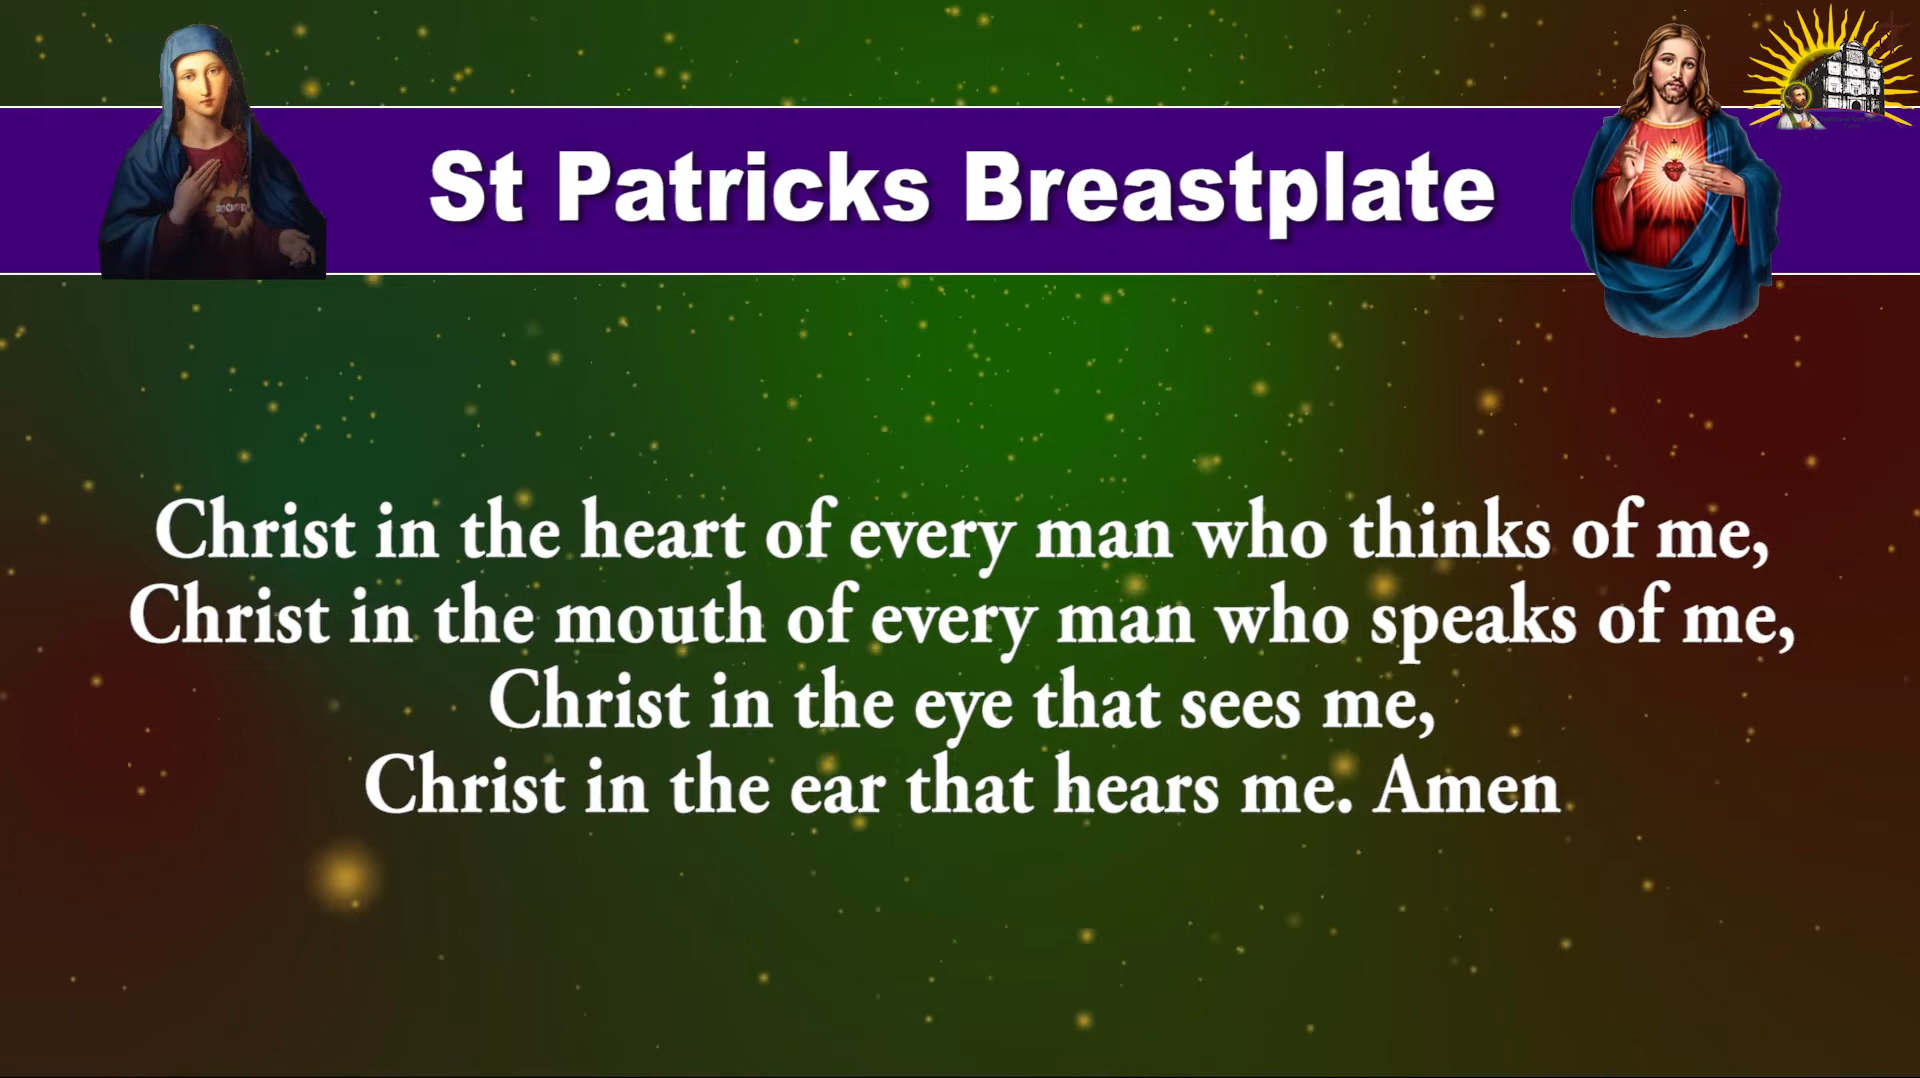 St Patricks Breastplate
Christ in the heart of every man who thinks of me,
Christ in the mouth of every man who speaks of me,
Christ in the eye that sees me,
Christ in the ear that hears me. Amen